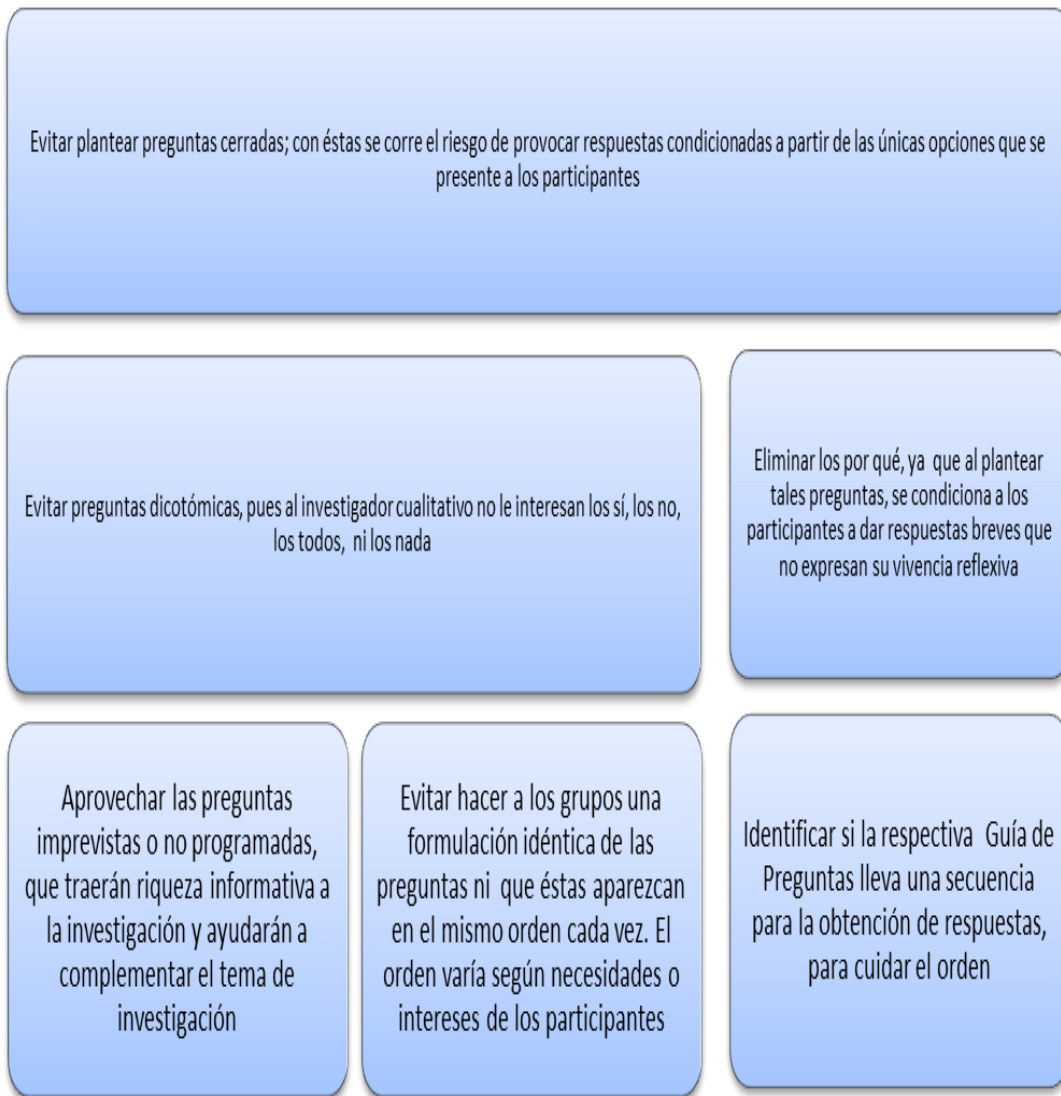 Evitar plantear preguntas cerradas; con éstas se corre el riesgo de provocar respuestas condicionadas a partir de las únicas opciones que se
presente a los participantes
Evitar preguntas dicotómicas, pues al investigador cualitativo no le interesan los sí, los no,
los todos, ni los nada
Eliminar los por qué, ya que al plantear
tales preguntas, se condiciona a los
participantes a dar respuestas breves que
no expresan su vivencia reflexiva
Aprovechar las preguntas
imprevistas o no programadas,
que traerán riqueza informativa a
la investigación y ayudarán a
complementar el tema de
investigación
Evitar hacer a los grupos una
formulación idéntica de las
preguntas ni que éstas aparezcan
en el mismo orden cada vez. El
orden varía según necesidades o
intereses de los participantes
Identificar si la respectiva Guía de
Preguntas lleva una secuencia
para la obtención de respuestas,
para cuidar el orden